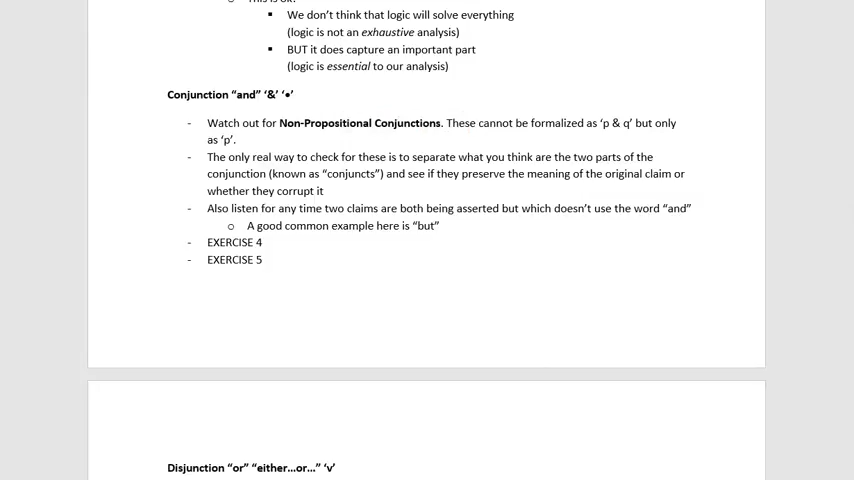 o This is ok?
▪ We don’t think that logic will solve everything
(logic is not an exhaustive analysis)
▪ BUT it does capture an important part
(logic is essential to our analysis)
Conjunction “and” ‘&’ ‘•’
- Watch out for Non-Propositional Conjunctions. These cannot be formalized as ‘p & q’ but only
as ‘p’.
- The only real way to check for these is to separate what you think are the two parts of the
conjunction (known as “conjuncts”) and see if they preserve the meaning of the original claim or
whether they corrupt it
- Also listen for any time two claims are both being asserted but which doesn’t use the word “and”
o A good common example here is “but”
- EXERCISE 4
- EXERCISE 5
Disjunction “or” “either…or…” ‘v’